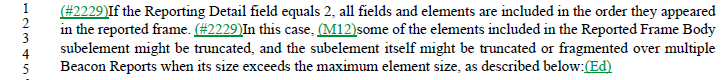 1 (#2229)If the Reporting Detail field equals 2, all fields and elements are included in the order they appeared
2 in the reported frame. (#2229)In this case, (M12)some of the elements included in the Reported Frame Body
3 subelement might be truncated, and the subelement itself might be truncated or fragmented over multiple
4 Beacon Reports when its size exceeds the maximum element size, as described below:(Ed)
5